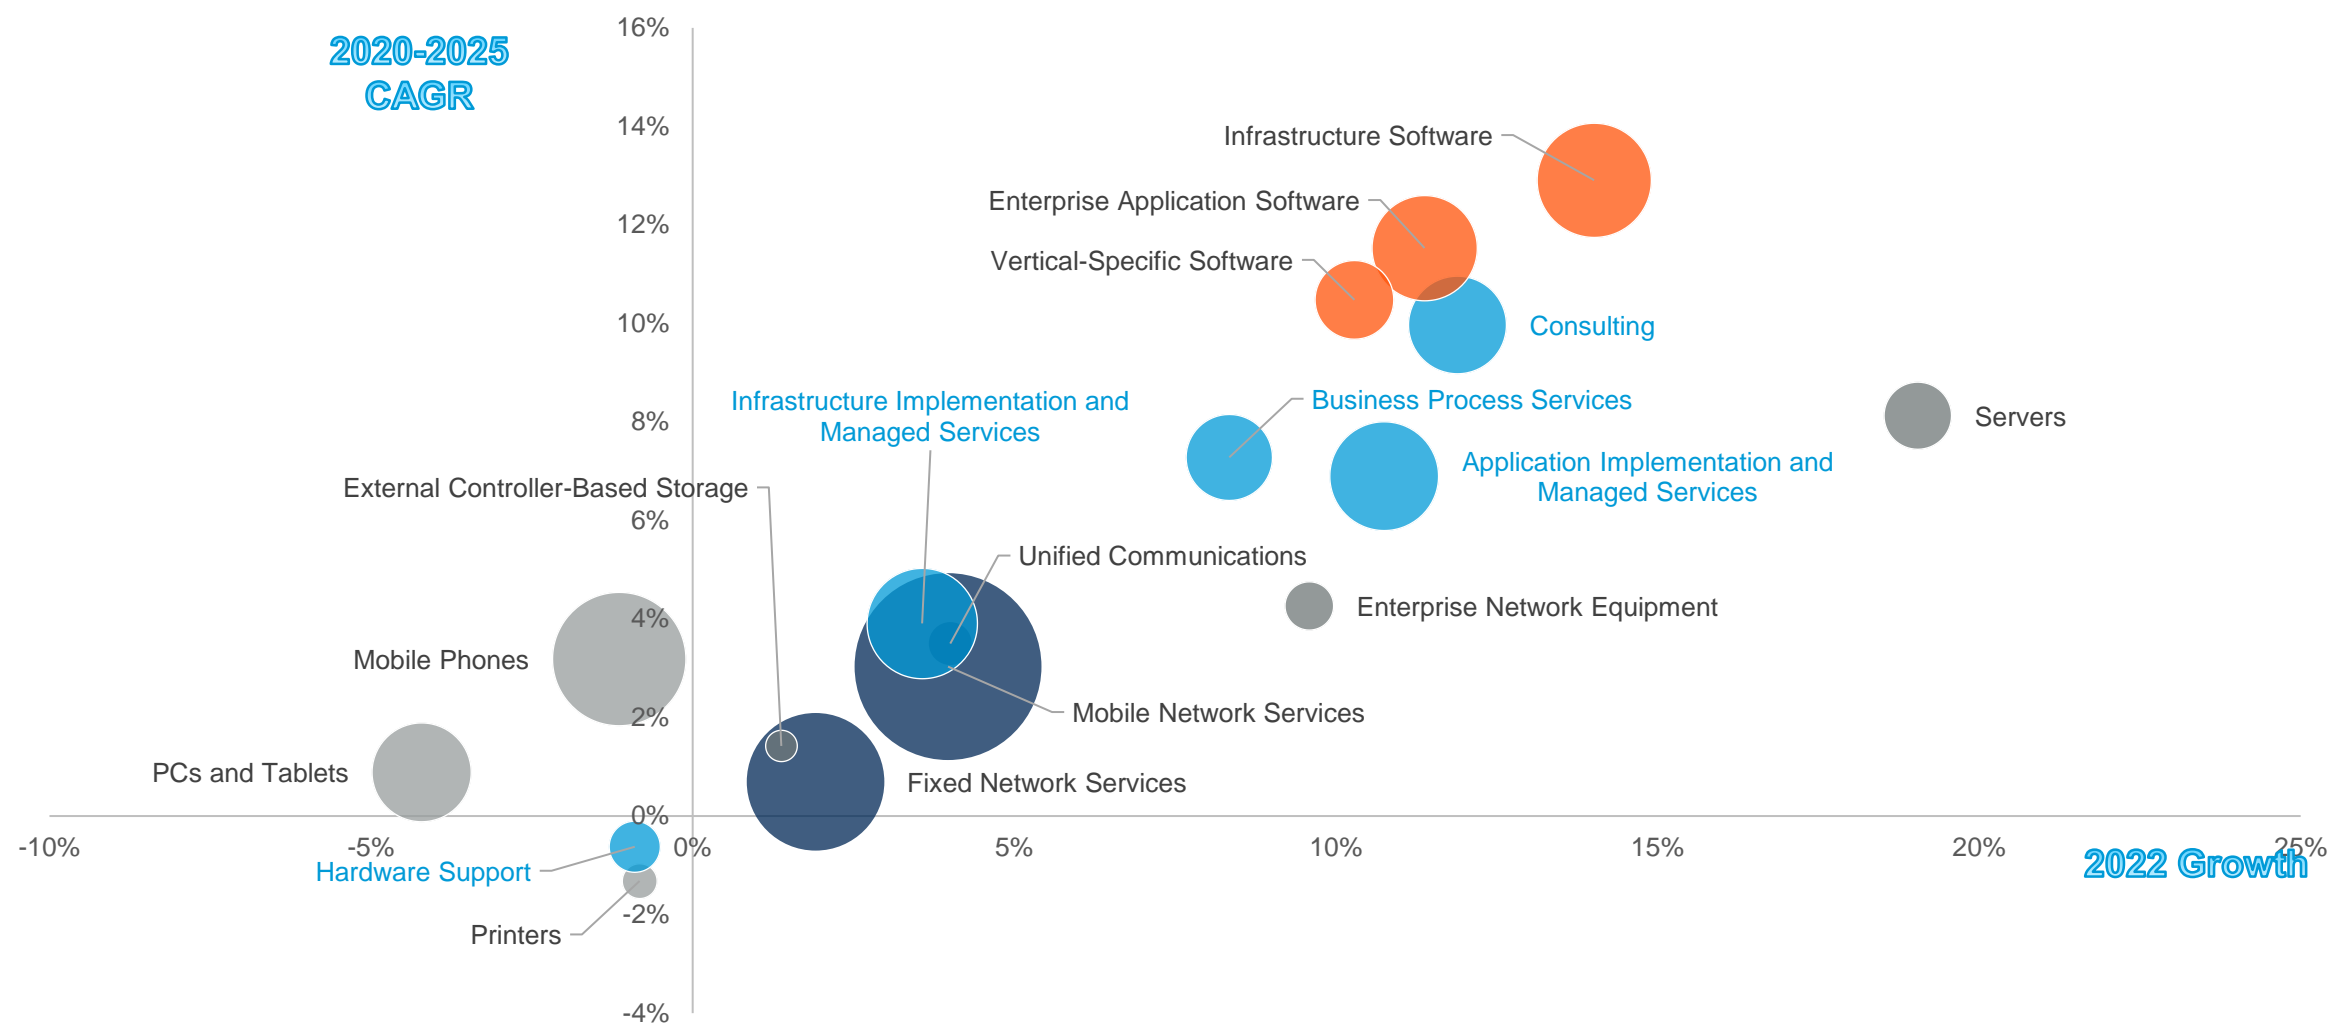 16%
2020-2025
CAGR
14%
Infrastructure Software
12%
Enterprise Application Software
Vertical-Specific Software
10%
Consulting
Infrastructure Implementation and
Managed Services
Business Process Services
8%
Servers
Application Implementation and
Managed Services
External Controller-Based Storage
6%
Unified Communications
4%
Enterprise Network Equipment
Mobile Phones
2%
Mobile Network Services
PCs and Tablets
Fixed Network Services
0%
-10%
-5%
0%
5%
10%
15%
20%
25%
2022 Growth
Hardware Support
-2%
Printers
-4%